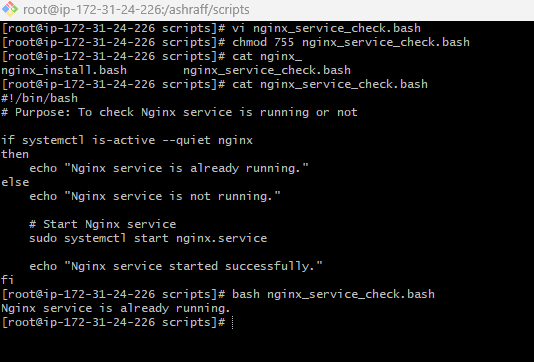 root@ip-172-31-24-226:/ashraff/scripts
[root@ip-172-31-24-226 scripts]# vi nginx_service_check.bash
[root@ip-172-31-24-226 scripts]# chmod 755 nginx_service_check.bash
[root@ip-172-31-24-226 scripts]# cat nginx_
nginx_install.bash        nginx_service_check.bash
[root@ip-172-31-24-226 scripts]# cat nginx_service_check.bash
#!/bin/bash
# Purpose: To check Nginx service is running or not

if systemctl is-active --quiet nginx
then
    echo "Nginx service is already running."
else
    echo "Nginx service is not running."

    # Start Nginx service
    sudo systemctl start nginx.service

    echo "Nginx service started successfully."
fi
[root@ip-172-31-24-226 scripts]# bash nginx_service_check.bash
Nginx service is already running.
[root@ip-172-31-24-226 scripts]#